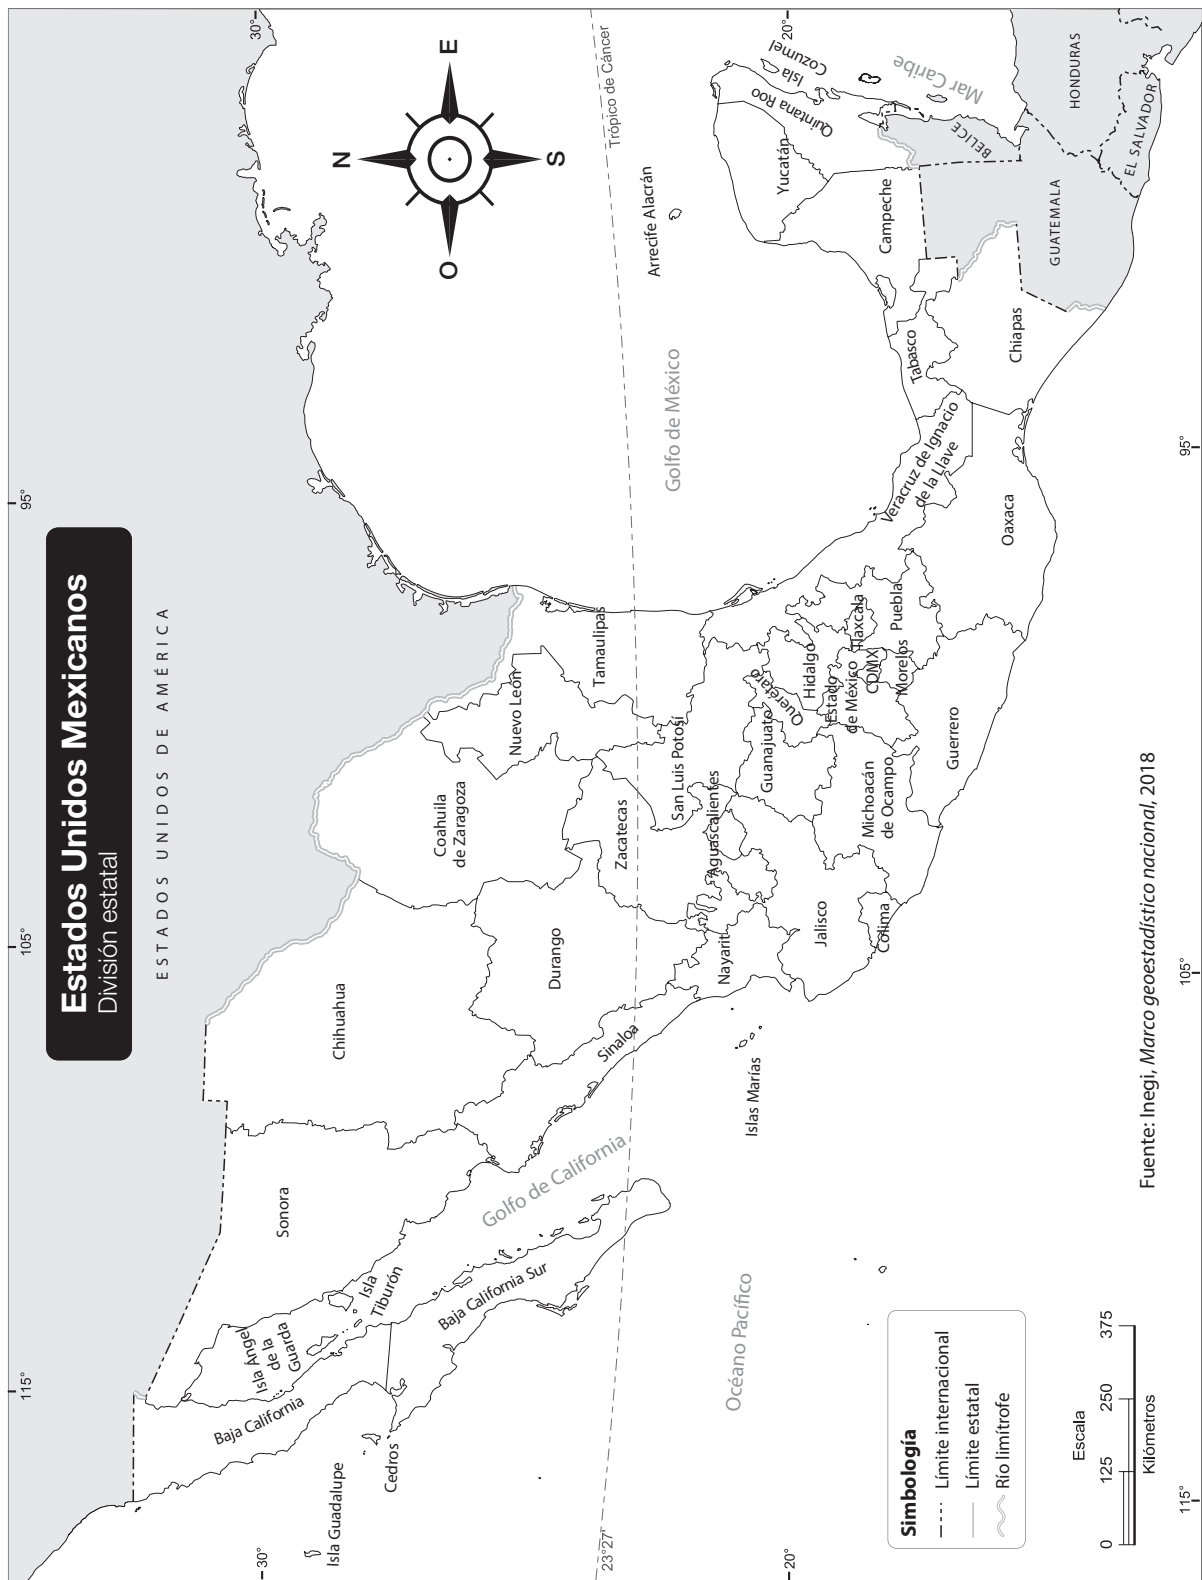 Estados Unidos Mexicanos
División estatal
115°
105°
95°
ESTADOS UNIDOS DE AMÉRICA
30°
30°
N
O
E
S
Baja California
Isla Ángel
de la
Guarda
Sonora
Chihuahua
Coahuila
de Zaragoza
Nuevo León
Tamaulipas
Isla
Tiburón
Isla Guadalupe
Cedros
Baja California Sur
Golfo de California
Sinaloa
Durango
Zacatecas
San Luis Potosí
Golfo de México
Arrecife Alacrán
Trópico de Cáncer
23°27'
Océano Pacífico
Islas Marías
Nayarit
Aguascalientes
Jalisco
Guanajuato
Querétaro
Hidalgo
Estado
de México
CDMX
Tlaxcala
Morelos
Puebla
Colima
Michoacán
de Ocampo
Guerrero
Oaxaca
Veracruz de Ignacio
de la Llave
Tabasco
Chiapas
Campeche
Yucatán
Quintana Roo
Isla
Cozumel
Mar Caribe
BELICE
GUATEMALA
HONDURAS
EL SALVADOR
20°
20°
Simbología
Límite internacional
Límite estatal
Río limítrofe
Escala
0 125 250 375
Kilómetros
Fuente: Inegi, Marco geoestadístico nacional, 2018
115°
105°
95°